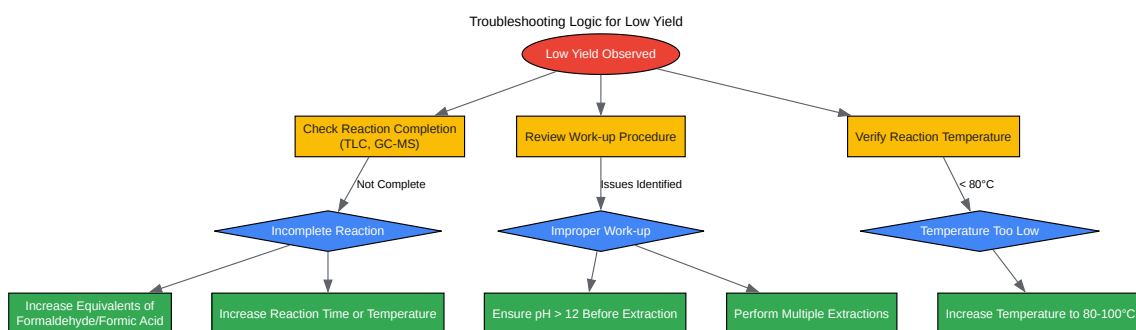 Troubleshooting Logic for Low Yield
Low Yield Observed
Check Reaction Completion
(TLC, GC-MS)
Review Work-up Procedure
Verify Reaction Temperature
Not Complete
Issues Identified
< 80°C
Incomplete Reaction
Improper Work-up
Temperature Too Low
Increase Equivalents of
Formaldehyde/Formic Acid
Increase Reaction Time or Temperature
Ensure pH > 12 Before Extraction
Perform Multiple Extractions
Increase Temperature to 80-100°C